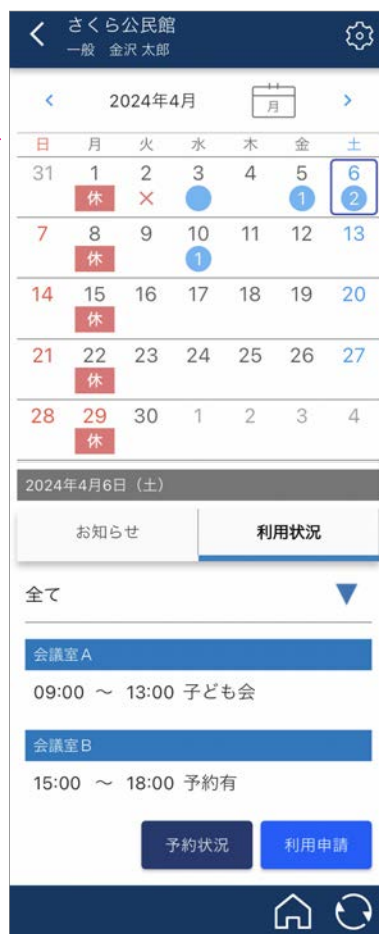 さくら公民館
一般 金沢 太郎
2024年4月 月
日 月 火 水 木 金 土
31 1 2 3 4 5 6
休 × 1 2
7 8 9 10 11 12 13
休 1
14 15 16 17 18 19 20
休
21 22 23 24 25 26 27
休
28 29 30 1 2 3 4
休
2024年4月6日（土）
お知らせ 利用状況
全て
会議室A
09:00 ～ 13:00 子ども会
会議室B
15:00 ～ 18:00 予約有
予約状況 利用申請